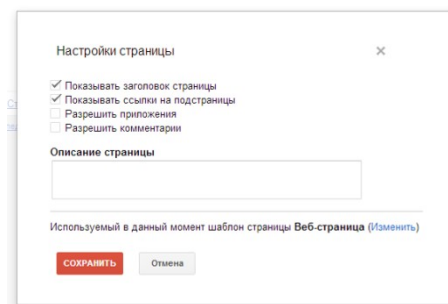 Настройки страницы
Показывать заголовок страницы
Показывать ссылки на подстраницы
Разрешить приложения
Разрешить комментарии
Описание страницы
Используемый в данный момент шаблон страницы Веб-страница (Изменить)
СОХРАНИТЬ Отмена